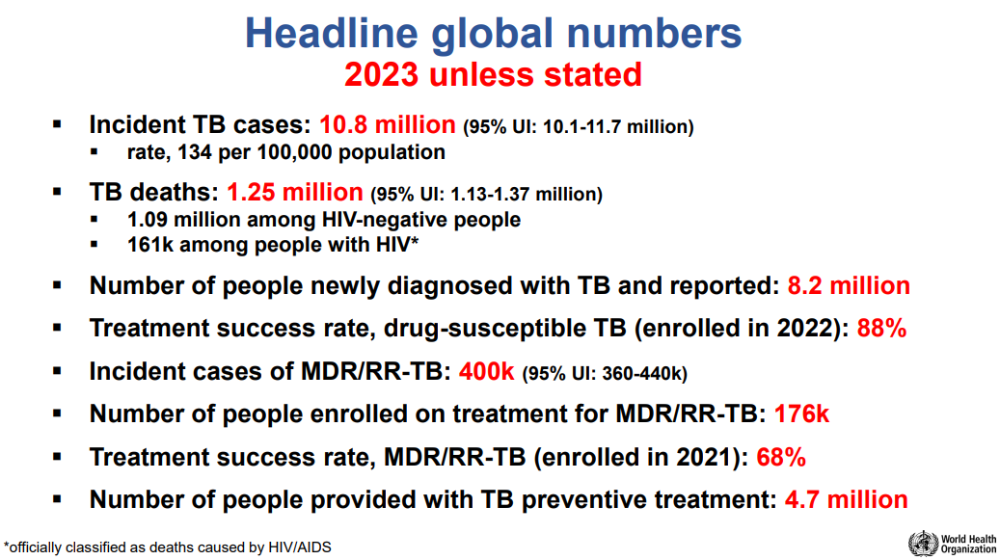 Headline global numbers
2023 unless stated
▪ Incident TB cases: 10.8 million (95% UI: 10.1-11.7 million)
▪ rate, 134 per 100,000 population
▪ TB deaths: 1.25 million (95% UI: 1.13-1.37 million)
▪ 1.09 million among HIV-negative people
▪ 161k among people with HIV*
▪ Number of people newly diagnosed with TB and reported: 8.2 million
▪ Treatment success rate, drug-susceptible TB (enrolled in 2022): 88%
▪ Incident cases of MDR/RR-TB: 400k (95% UI: 360-440k)
▪ Number of people enrolled on treatment for MDR/RR-TB: 176k
▪ Treatment success rate, MDR/RR-TB (enrolled in 2021): 68%
▪ Number of people provided with TB preventive treatment: 4.7 million
*officially classified as deaths caused by HIV/AIDS
World Health
Organization